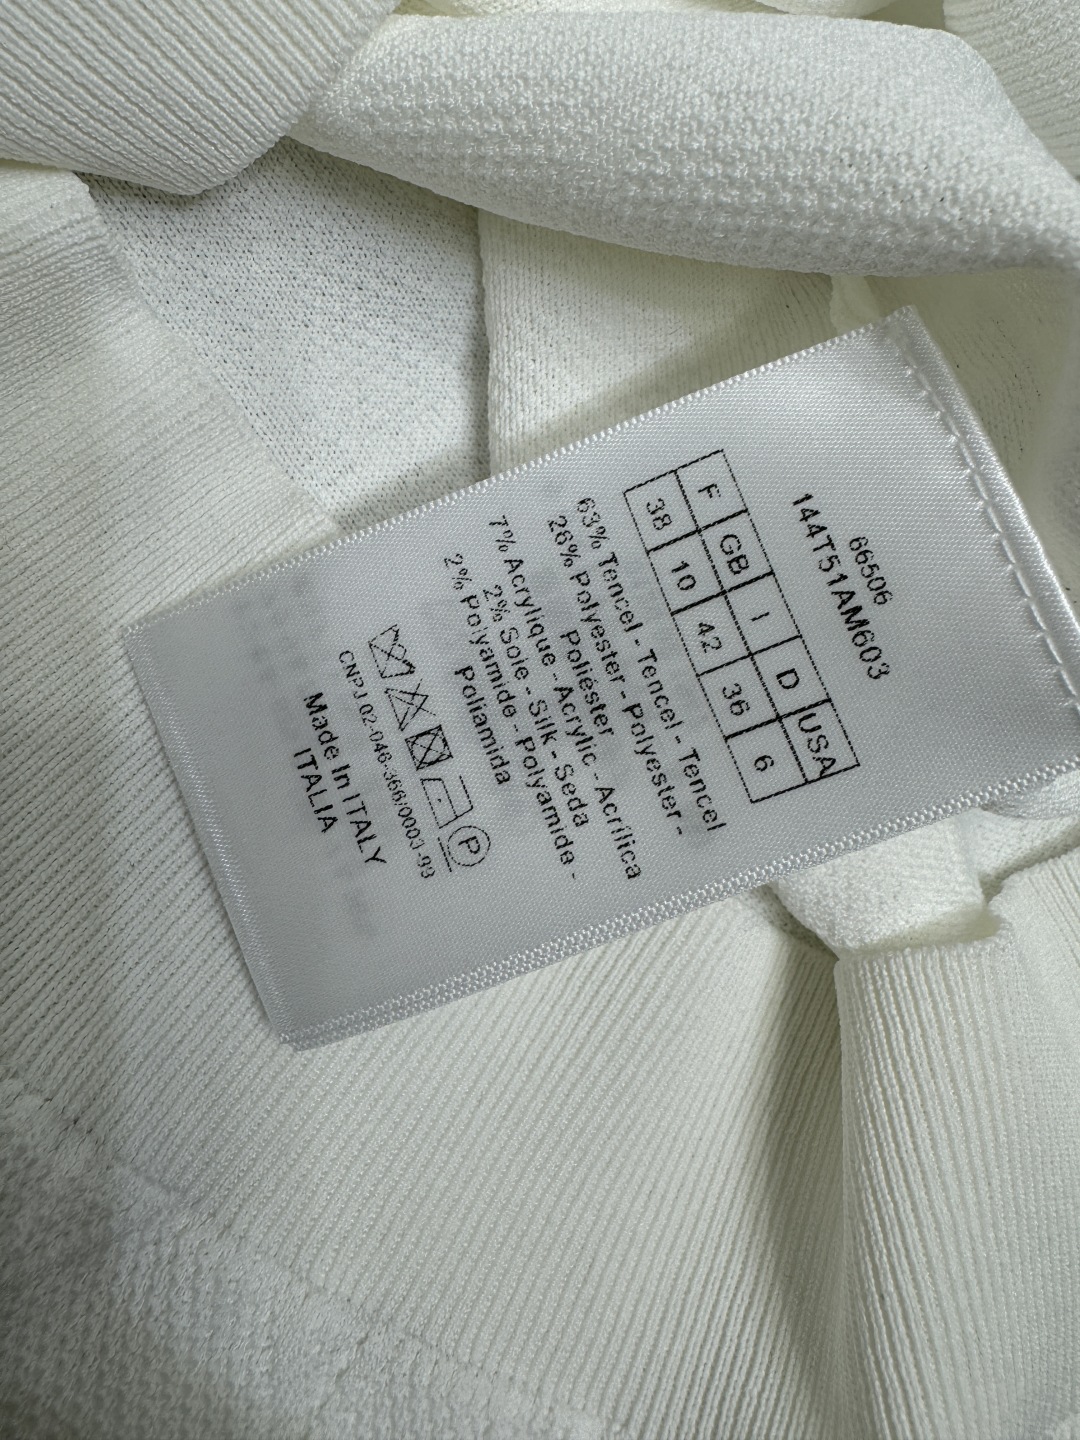 66506
144T51AM603
F GB I D USA
38 10 42 36 6
63% Tencel - Tencel - Tencel
26% Polyester - Polyester -
Poliéster
7% Acrylique - Acrylic - Acrílica
2% Soie - Silk - Seda
2% Polyamide - Polyamide -
Poliamida
P
CNPJ 02-046-366/0003-93
Made In ITALY
ITALIA